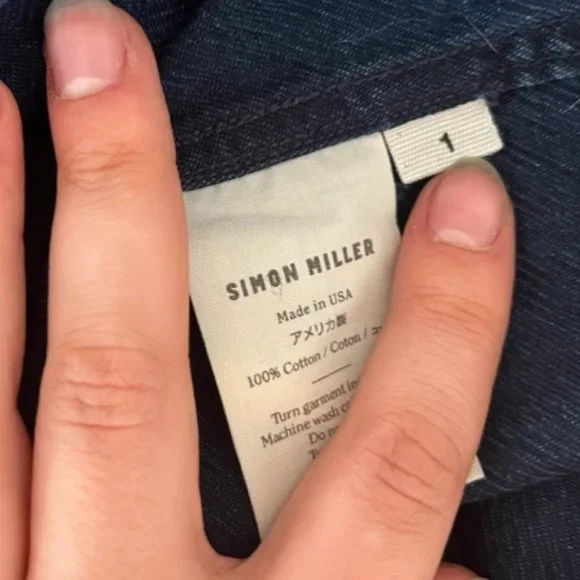 1
SIMON MILLER
Made in USA
アメリカ製
100% Cotton / Coton /
Turn garment
Machine wash
Do